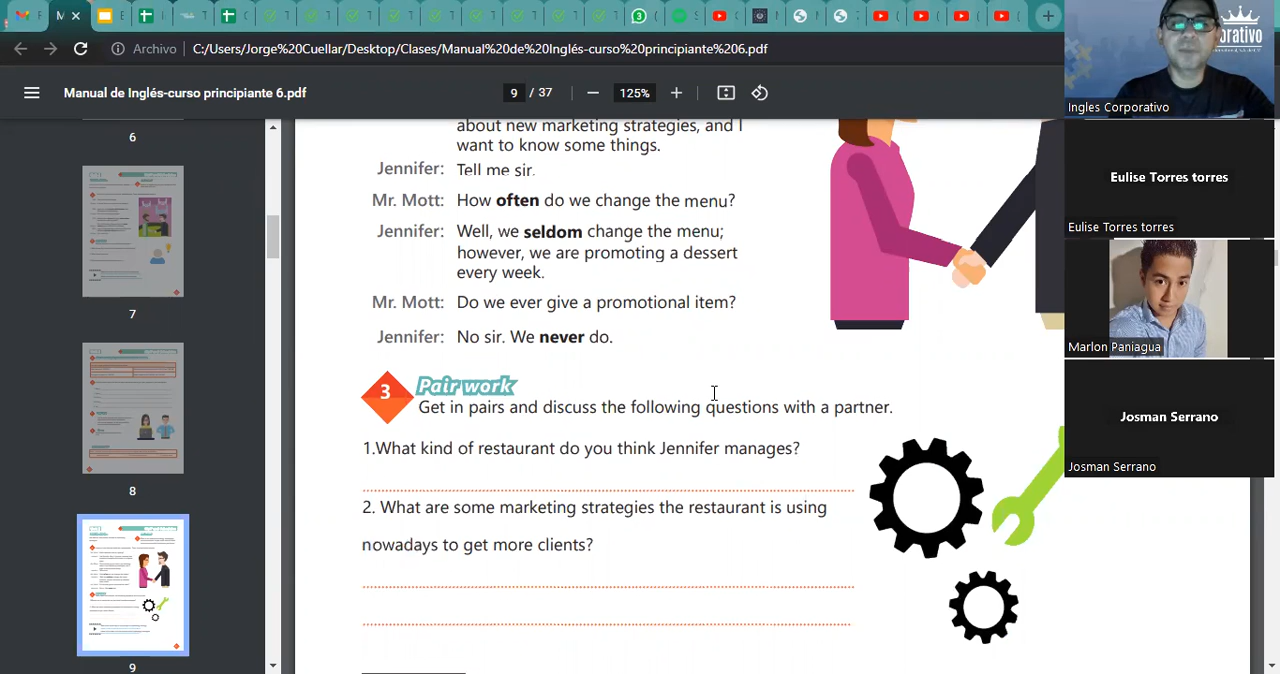 Archivo
C:/Users/Jorge%20Cuellar/Desktop/Clases/Manual%20de%20Inglés-curso%20principiante%206.pdf
Manual de Inglés-curso principiante 6.pdf
9 / 37
125%
6
7
8
9
about new marketing strategies, and I
want to know some things.
Jennifer: Tell me sir.
Mr. Mott: How often do we change the menu?
Jennifer: Well, we seldom change the menu;
however, we are promoting a dessert
every week.
Mr. Mott: Do we ever give a promotional item?
Jennifer: No sir. We never do.
3 Pair work
Get in pairs and discuss the following questions with a partner.
1.What kind of restaurant do you think Jennifer manages?
2. What are some marketing strategies the restaurant is using
nowadays to get more clients?
orativo
Ingles Corporativo
Eulise Torres torres
Eulise Torres torres
Marlon Paniagua
Josman Serrano
Josman Serrano